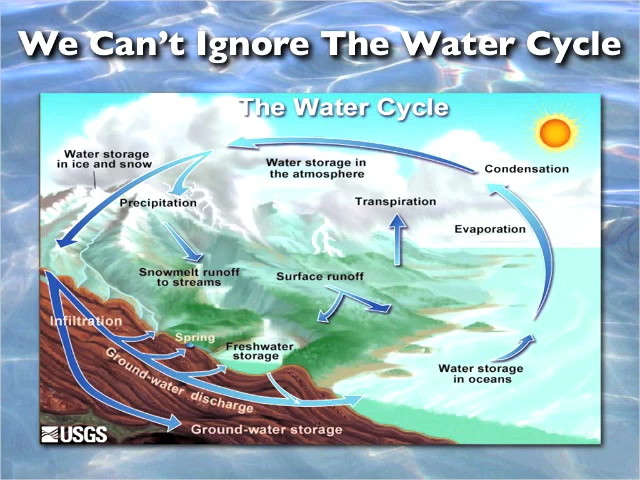 We Can't Ignore The Water Cycle
The Water Cycle
Water storage
in ice and snow
Water storage in
the atmosphere
Condensation
Precipitation
Transpiration
Evaporation
Snowmelt runoff
to streams
Surface runoff
Infiltration
Spring
Freshwater
storage
Ground-water discharge
Water storage
in oceans
Ground-water storage
USGS